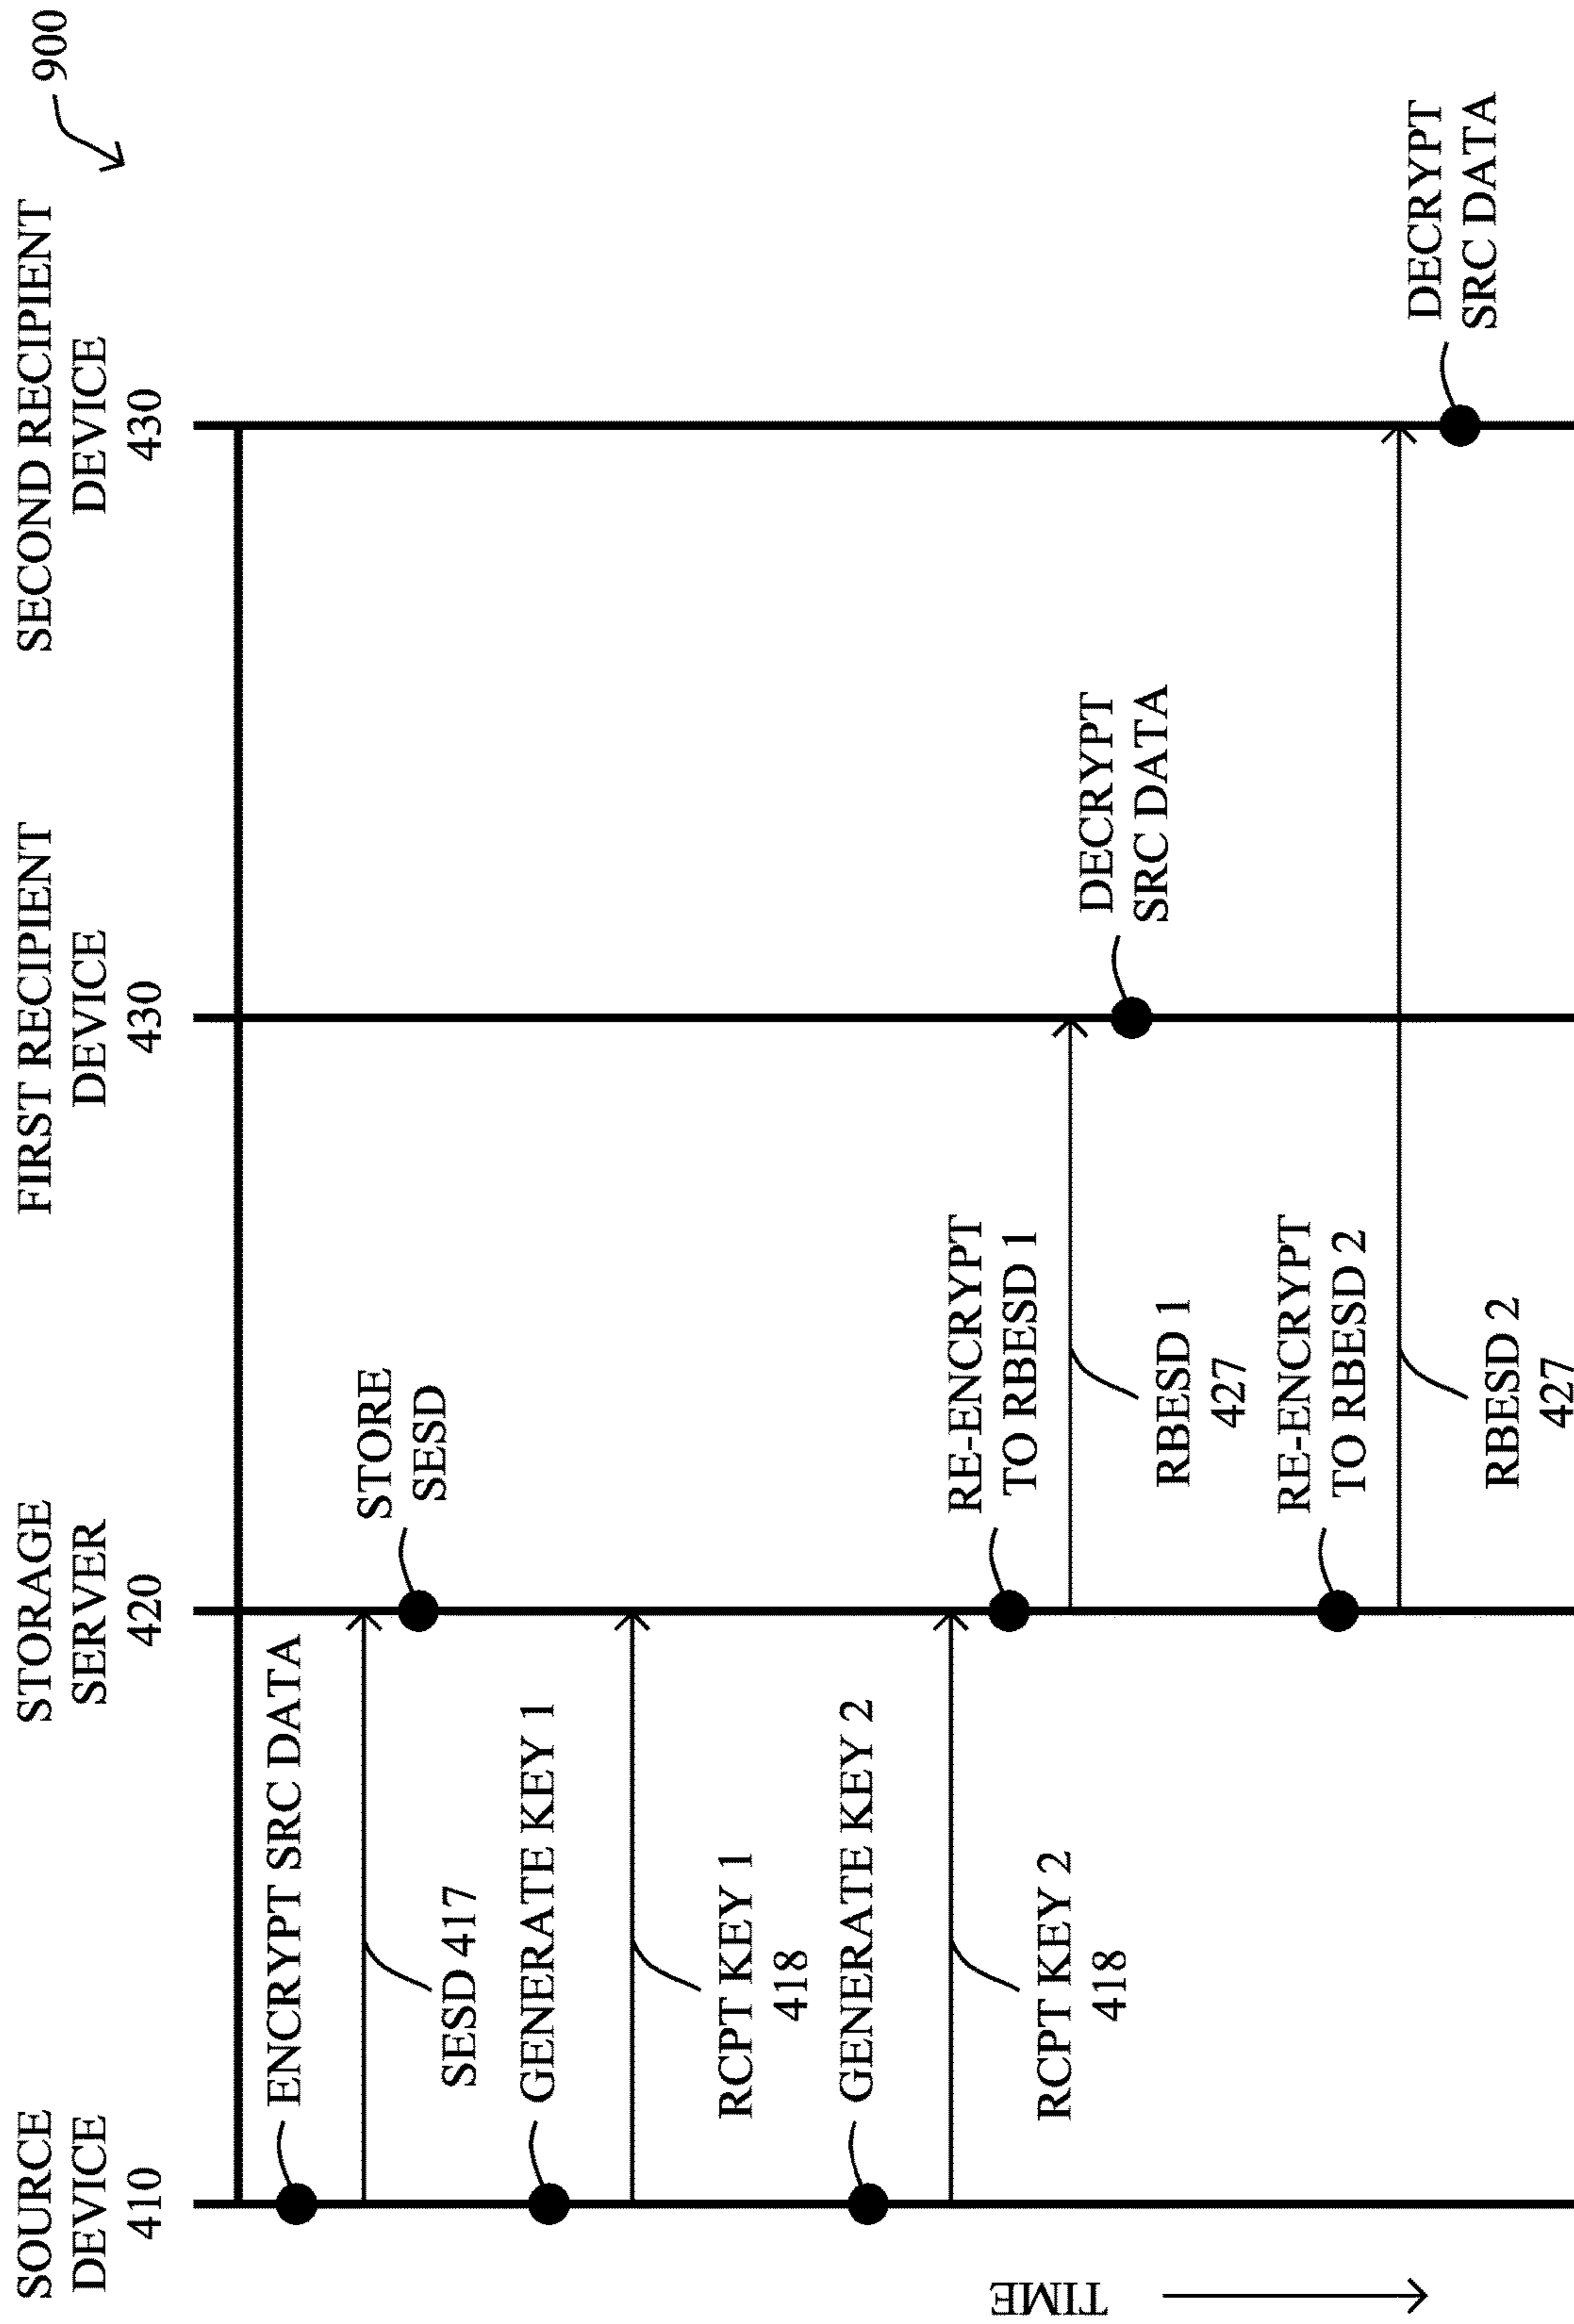 900
SOURCE
DEVICE
410
STORAGE
SERVER
420
FIRST RECIPIENT
DEVICE
430
SECOND RECIPIENT
DEVICE
430
ENCRYPT SRC DATA
STORE
SESD
SESD 417
GENERATE KEY 1
RCPT KEY 1
418
GENERATE KEY 2
RCPT KEY 2
418
RE-ENCRYPT
TO RBESD 1
RBESD 1
427
DECRYPT
SRC DATA
RE-ENCRYPT
TO RBESD 2
RBESD 2
427
DECRYPT
SRC DATA
TIME